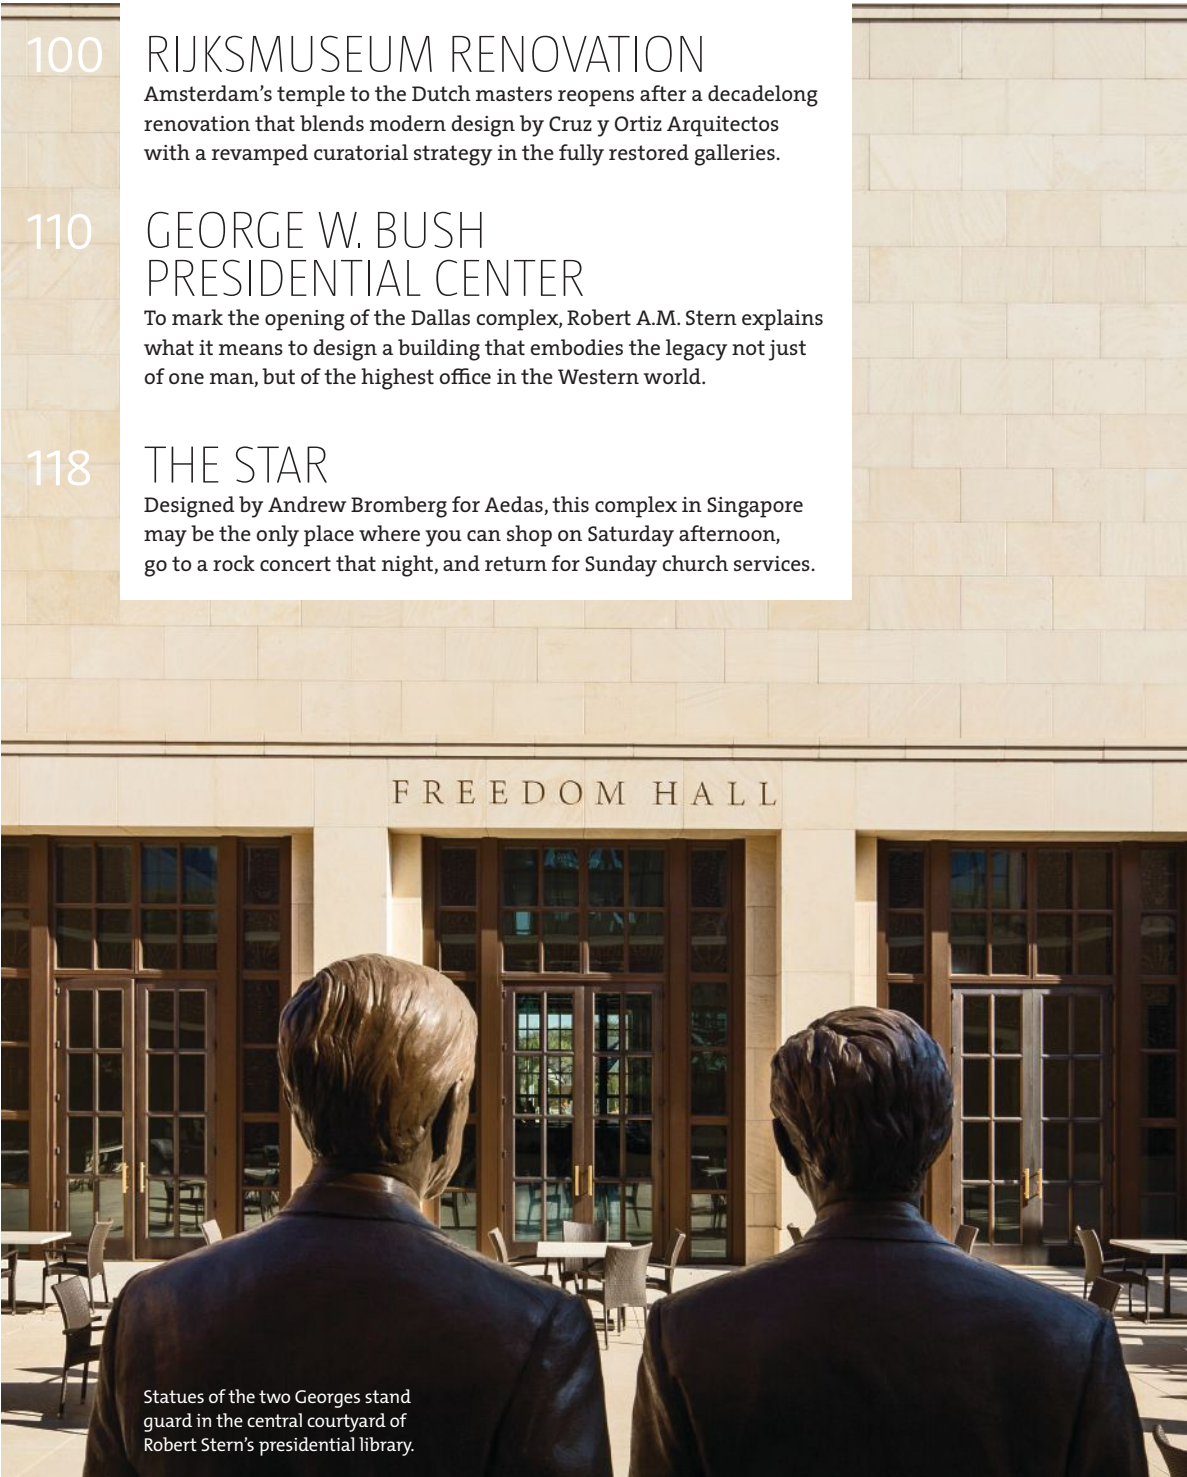 100
RIJKSMUSEUM RENOVATION
Amsterdam's temple to the Dutch masters reopens after a decadelong
renovation that blends modern design by Cruz y Ortiz Arquitectos
with a revamped curatorial strategy in the fully restored galleries.
110
GEORGE W. BUSH
PRESIDENTIAL CENTER
To mark the opening of the Dallas complex, Robert A.M. Stern explains
what it means to design a building that embodies the legacy not just
of one man, but of the highest office in the Western world.
118
THE STAR
Designed by Andrew Bromberg for Aedas, this complex in Singapore
may be the only place where you can shop on Saturday afternoon,
go to a rock concert that night, and return for Sunday church services.
FREEDOM HALL
Statues of the two Georges stand
guard in the central courtyard of
Robert Stern's presidential library.